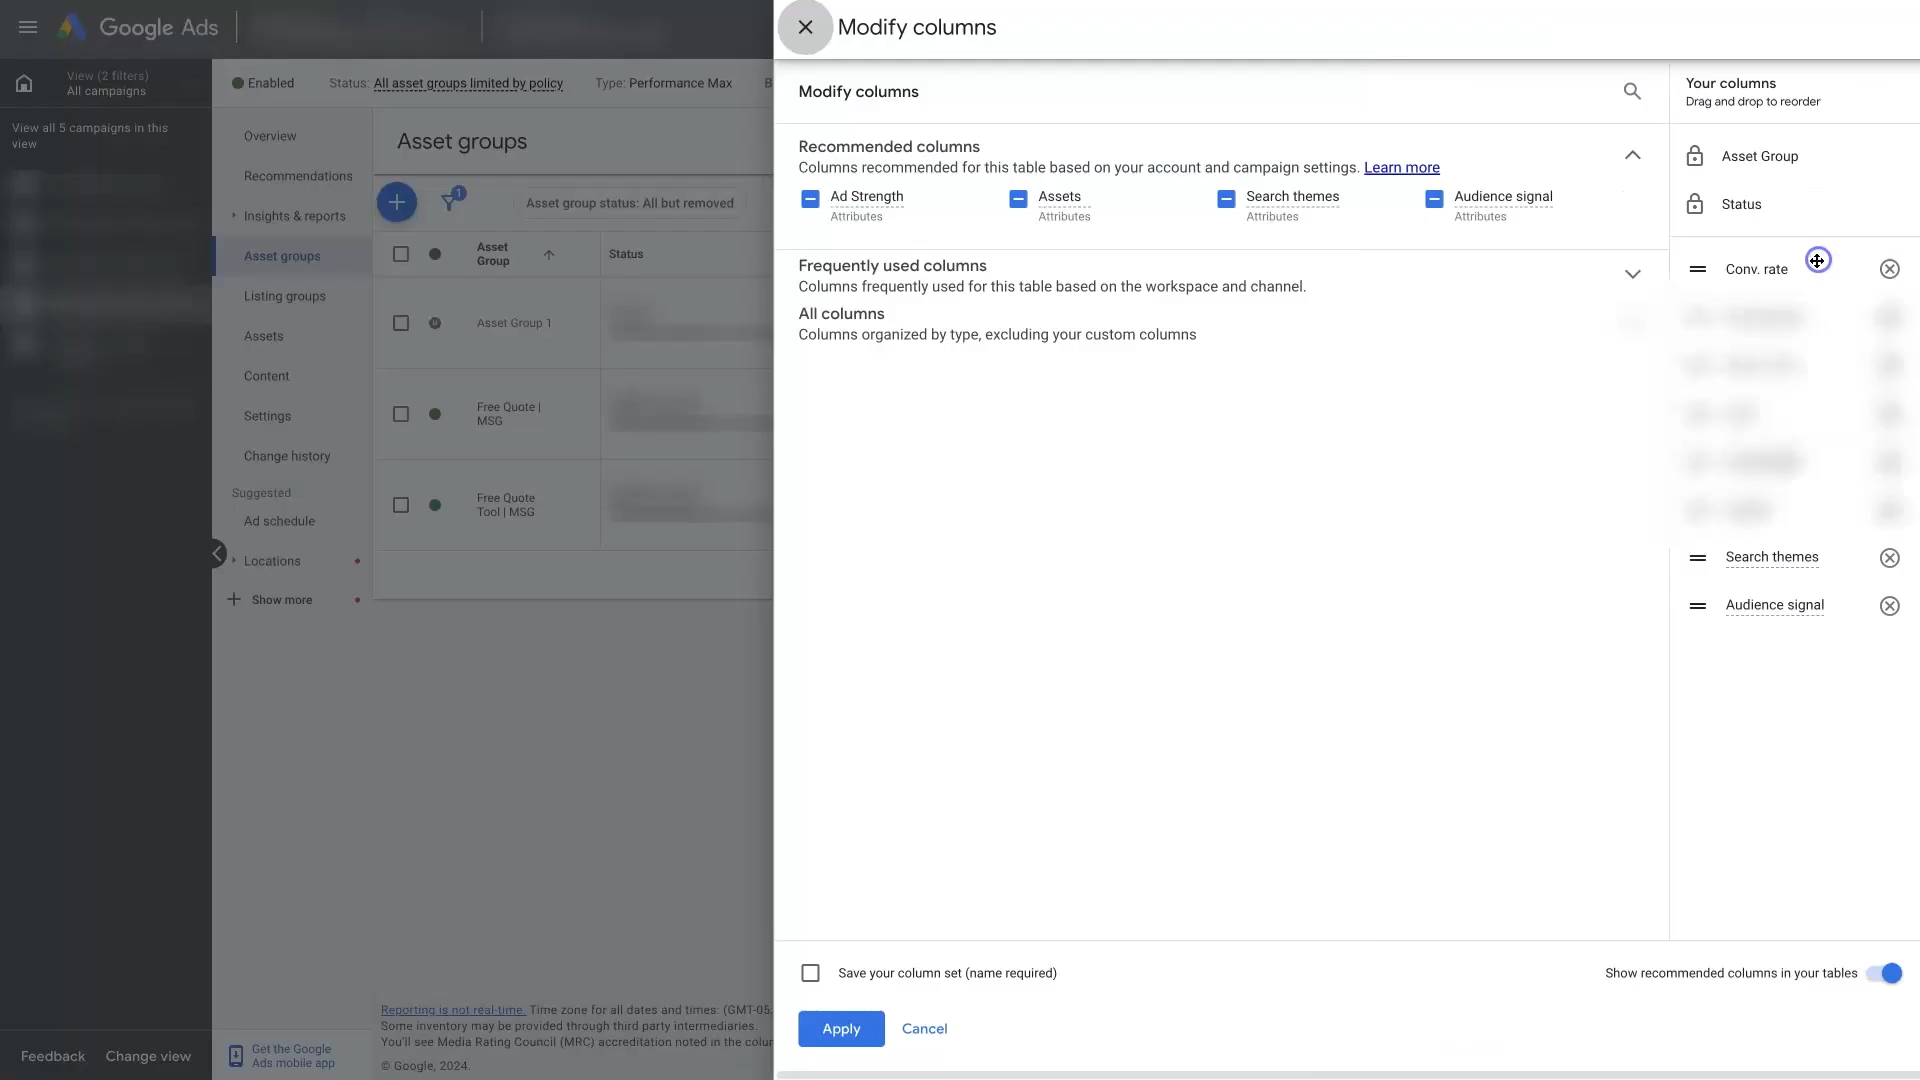 Google Ads
View (2 filters)
All campaigns
View all 5 campaigns in this
view
Enabled
Status: All asset groups limited by policy
Type: Performance Max
B
Overview
Recommendations
Insights & reports
Asset groups
Listing groups
Assets
Content
Settings
Change history
Suggested
Ad schedule
Locations
Show more
Asset groups
1
Asset group status: All but removed
Asset
Group
Status
Asset Group 1
Free Quote |
MSG
Free Quote
Tool | MSG
Reporting is not real-time. Time zone for all dates and times: (GMT-05:
Some inventory may be provided through third party intermediaries.
You'll see Media Rating Council (MRC) accreditation noted in the colu
© Google, 2024.
Feedback
Change view
Get the Google
Ads mobile app
Modify columns
Modify columns
Recommended columns
Columns recommended for this table based on your account and campaign settings. Learn more
Ad Strength
Attributes
Assets
Attributes
Search themes
Attributes
Audience signal
Attributes
Frequently used columns
Columns frequently used for this table based on the workspace and channel.
All columns
Columns organized by type, excluding your custom columns
Your columns
Drag and drop to reorder
Asset Group
Status
Conv. rate
Search themes
Audience signal
Save your column set (name required)
Show recommended columns in your tables
Apply
Cancel